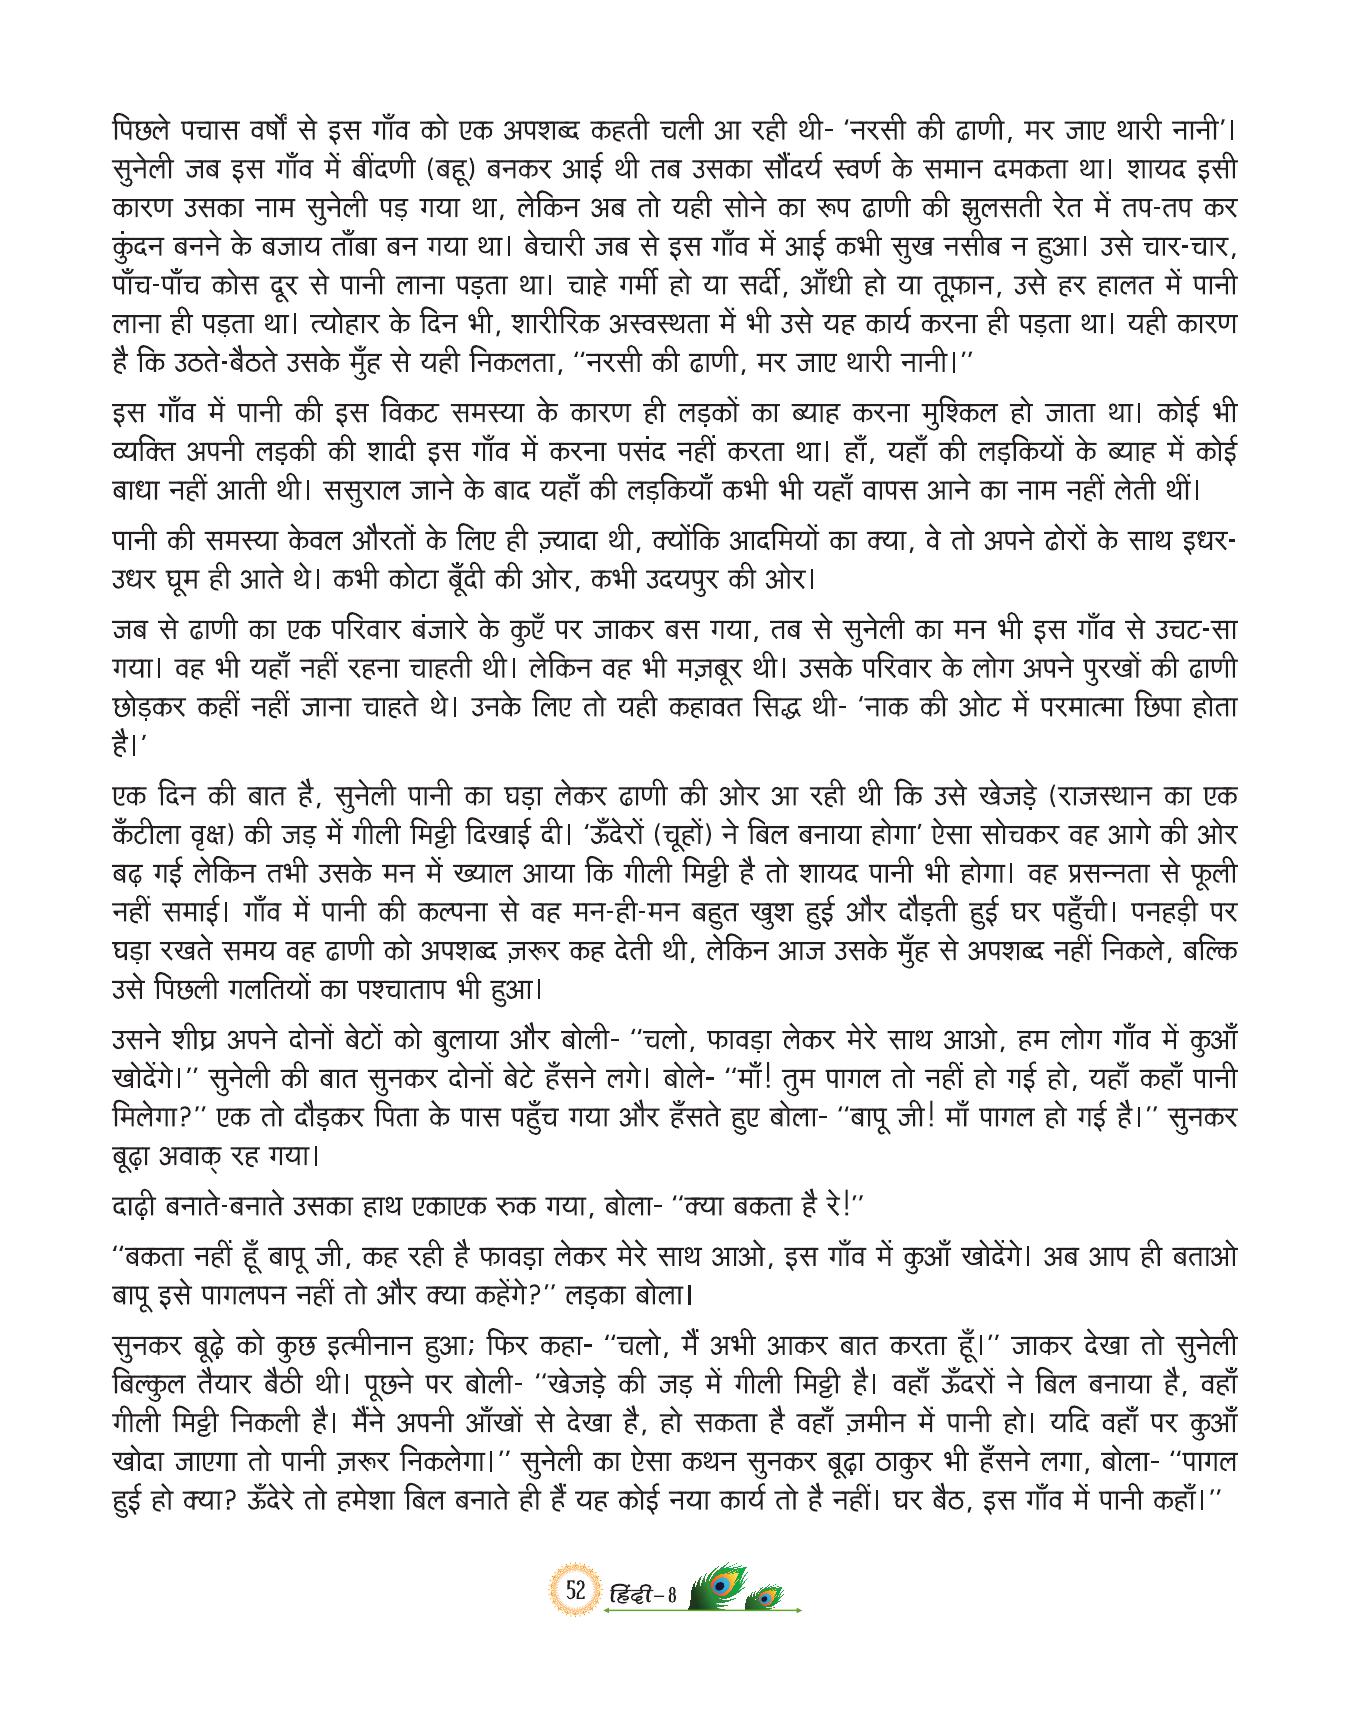 पिछले पचास वर्षों से इस गाँव को एक अपशब्द कहती चली आ रही थी- ‘नरसी की ढाणी, मर जाए थारी नानी’।
सुनेली जब इस गाँव में बींदणी (बहू) बनकर आई थी तब उसका सौंदर्य स्वर्ण के समान दमकता था। शायद इसी
कारण उसका नाम सुनेली पड़ गया था, लेकिन अब तो यही सोने का रूप ढाणी की झुलसती रेत में तप-तप कर
कुंदन बनने के बजाय ताँबा बन गया था। बेचारी जब से इस गाँव में आई कभी सुख नसीब न हुआ। उसे चार-चार,
पाँच-पाँच कोस दूर से पानी लाना पड़ता था। चाहे गर्मी हो या सर्दी, आँधी हो या तूफ़ान, उसे हर हालत में पानी
लाना ही पड़ता था। त्योहार के दिन भी, शारीरिक अस्वस्थता में भी उसे यह कार्य करना ही पड़ता था। यही कारण
है कि उठते-बैठते उसके मुँह से यही निकलता, ‘‘नरसी की ढाणी, मर जाए थारी नानी।’’
इस गाँव में पानी की इस विकट समस्या के कारण ही लड़कों का ब्याह करना मुश्किल हो जाता था। कोई भी
व्यक्ति अपनी लड़की की शादी इस गाँव में करना पसंद नहीं करता था। हाँ, यहाँ की लड़कियों के ब्याह में कोई
बाधा नहीं आती थी। ससुराल जाने के बाद यहाँ की लड़कियाँ कभी भी यहाँ वापस आने का नाम नहीं लेती थीं।
पानी की समस्या केवल औरतों के लिए ही ज़्यादा थी, क्योंकि आदमियों का क्या, वे तो अपने ढोरों के साथ इधर-
उधर घूम ही आते थे। कभी कोटा बूँदी की ओर, कभी उदयपुर की ओर।
जब से ढाणी का एक परिवार बंजारे के कुएँ पर जाकर बस गया, तब से सुनेली का मन भी इस गाँव से उचट-सा
गया। वह भी यहाँ नहीं रहना चाहती थी। लेकिन वह भी मज़बूर थी। उसके परिवार के लोग अपने पुरखों की ढाणी
छोड़कर कहीं नहीं जाना चाहते थे। उनके लिए तो यही कहावत सिद्ध थी- ‘नाक की ओट में परमात्मा छिपा होता
है।’
एक दिन की बात है, सुनेली पानी का घड़ा लेकर ढाणी की ओर आ रही थी कि उसे खेजड़े (राजस्थान का एक
कँटीला वृक्ष) की जड़ में गीली मिट्टी दिखाई दी। ‘ऊँदेरों (चूहों) ने बिल बनाया होगा’ ऐसा सोचकर वह आगे की ओर
बढ़ गई लेकिन तभी उसके मन में ख्याल आया कि गीली मिट्टी है तो शायद पानी भी होगा। वह प्रसन्नता से फूली
नहीं समाई। गाँव में पानी की कल्पना से वह मन-ही-मन बहुत खुश हुई और दौड़ती हुई घर पहुँची। पनहड़ी पर
घड़ा रखते समय वह ढाणी को अपशब्द ज़रूर कह देती थी, लेकिन आज उसके मुँह से अपशब्द नहीं निकले, बल्कि
उसे पिछली गलतियों का पश्चाताप भी हुआ।
उसने शीघ्र अपने दोनों बेटों को बुलाया और बोली- ‘‘चलो, फावड़ा लेकर मेरे साथ आओ, हम लोग गाँव में कुआँ
खोदेंगे।’’ सुनेली की बात सुनकर दोनों बेटे हँसने लगे। बोले- ‘‘माँ! तुम पागल तो नहीं हो गई हो, यहाँ कहाँ पानी
मिलेगा?’’ एक तो दौड़कर पिता के पास पहुँच गया और हँसते हुए बोला- ‘‘बापू जी! माँ पागल हो गई है।’’ सुनकर
बूढ़ा अवाक् रह गया।
दाढ़ी बनाते-बनाते उसका हाथ एकाएक रुक गया, बोला- ‘‘क्या बकता है रे!’’
‘‘बकता नहीं हूँ बापू जी, कह रही है फावड़ा लेकर मेरे साथ आओ, इस गाँव में कुआँ खोदेंगे। अब आप ही बताओ
बापू इसे पागलपन नहीं तो और क्या कहेंगे?’’ लड़का बोला।
सुनकर बूढ़े को कुछ इत्मीनान हुआ; फिर कहा- ‘‘चलो, मैं अभी आकर बात करता हूँ।’’ जाकर देखा तो सुनेली
बिल्कुल तैयार बैठी थी। पूछने पर बोली- ‘‘खेजड़े की जड़ में गीली मिट्टी है। वहाँ ऊँदरों ने बिल बनाया है, वहाँ
गीली मिट्टी निकली है। मैंने अपनी आँखों से देखा है, हो सकता है वहाँ ज़मीन में पानी हो। यदि वहाँ पर कुआँ
खोदा जाएगा तो पानी ज़रूर निकलेगा।’’ सुनेली का ऐसा कथन सुनकर बूढ़ा ठाकुर भी हँसने लगा, बोला- ‘‘पागल
हुई हो क्या? ऊँदेरे तो हमेशा बिल बनाते ही हैं यह कोई नया कार्य तो है नहीं। घर बैठ, इस गाँव में पानी कहाँ।’’
52 हिंदी–8